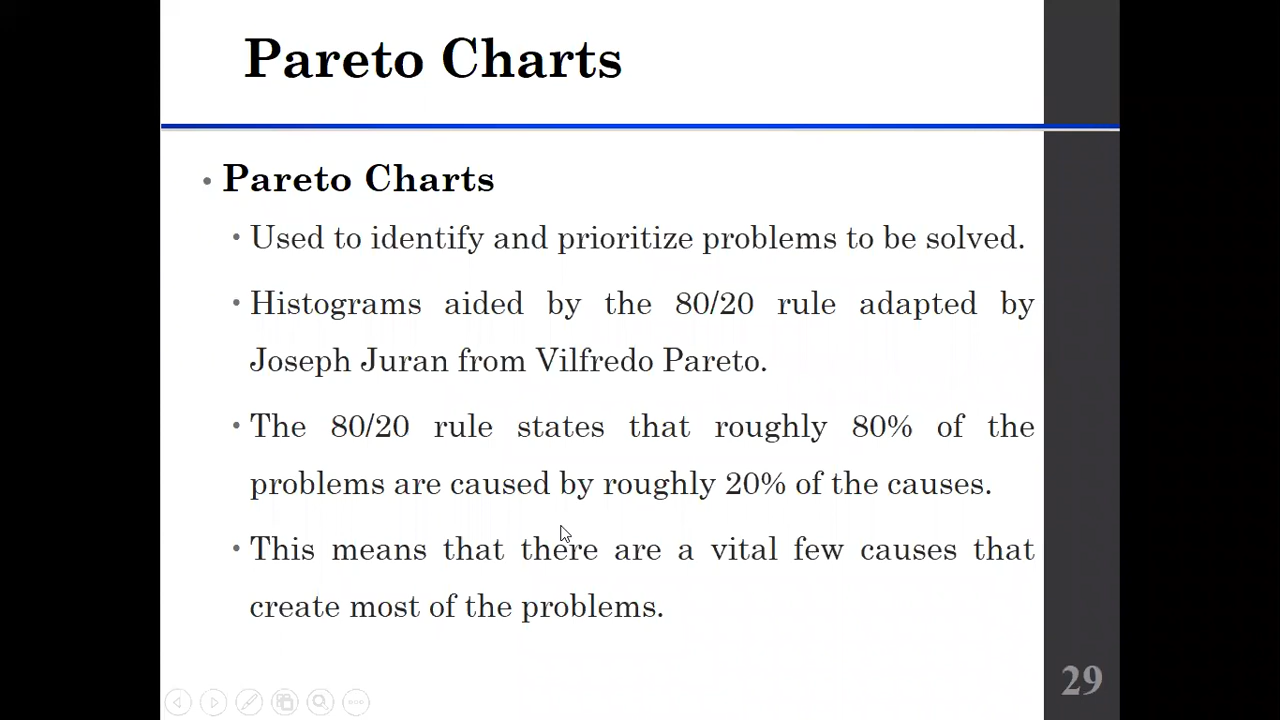 Pareto Charts
• Pareto Charts
• Used to identify and prioritize problems to be solved.
• Histograms aided by the 80/20 rule adapted by
Joseph Juran from Vilfredo Pareto.
• The 80/20 rule states that roughly 80% of the
problems are caused by roughly 20% of the causes.
• This means that there are a vital few causes that
create most of the problems.
29